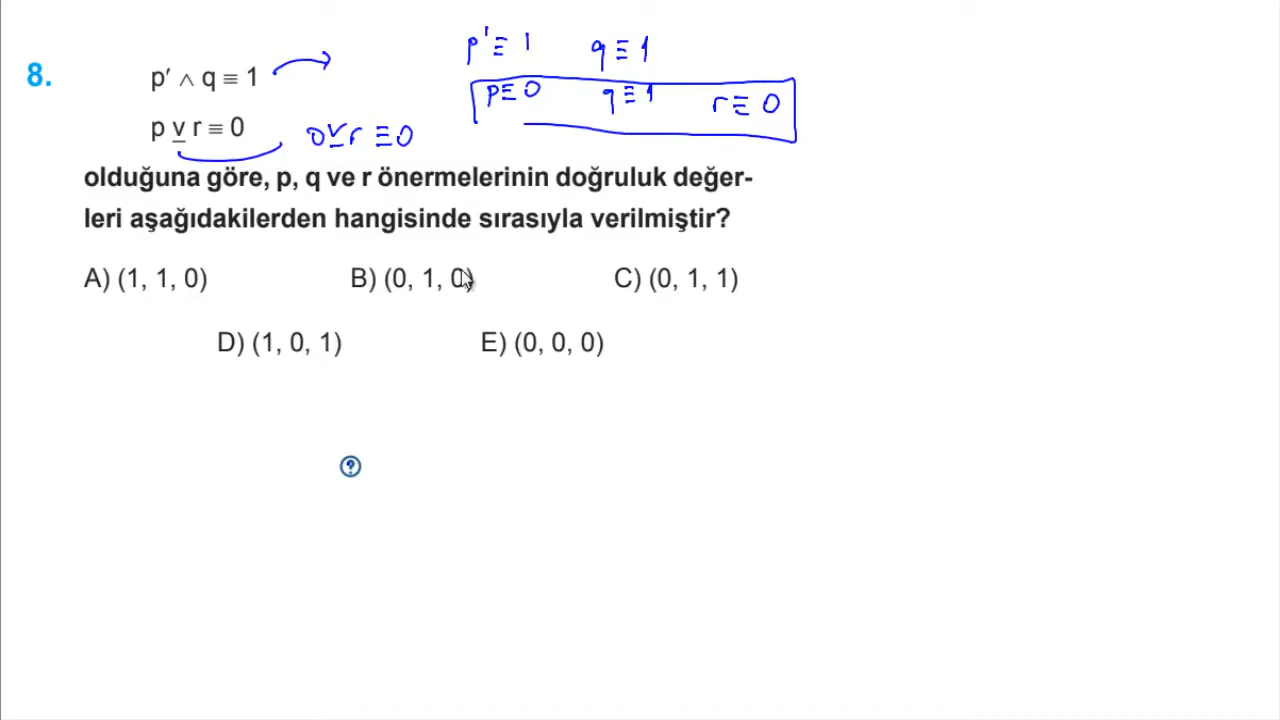 p' ≡ 1 q ≡ 1
8. p′ ∧ q ≡ 1
p ≡ 0 q ≡ 1 r ≡ 0
p v̲ r ≡ 0 0 v̲ r ≡ 0
olduğuna göre, p, q ve r önermelerinin doğruluk değer-
leri aşağıdakilerden hangisinde sırasıyla verilmiştir?
A) (1, 1, 0) B) (0, 1, 0) C) (0, 1, 1)
D) (1, 0, 1) E) (0, 0, 0)
?